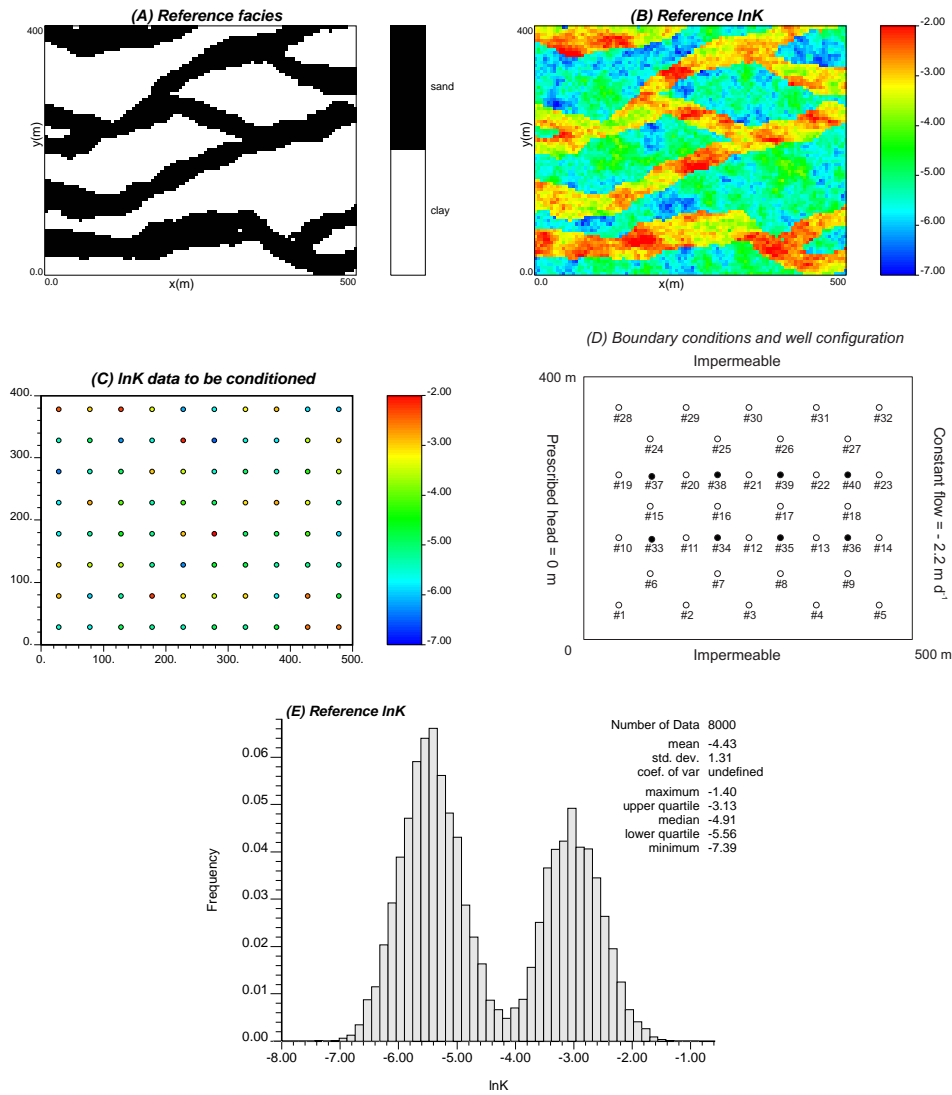 (A) Reference facies
400
y(m)
0.0
0.0
x(m)
500
sand
clay
(B) Reference lnK
400
y(m)
0.0
0.0
x(m)
500
-2.00
-3.00
-4.00
-5.00
-6.00
-7.00
(C) lnK data to be conditioned
400.
300.
200.
100.
0.
0.
100.
200.
300.
400.
500.
-2.00
-3.00
-4.00
-5.00
-6.00
-7.00
(D) Boundary conditions and well configuration
Impermeable
400 m
Prescribed head = 0 m
Constant flow = - 2.2 m d⁻¹
#28 #29 #30 #31 #32
#24 #25 #26 #27
#19 #37 #20 #38 #21 #39 #22 #40 #23
#15 #16 #17 #18
#10 #33 #11 #34 #12 #35 #13 #36 #14
#6 #7 #8 #9
#1 #2 #3 #4 #5
0
Impermeable
500 m
(E) Reference lnK
Number of Data 8000
mean -4.43
std. dev. 1.31
coef. of var undefined
maximum -1.40
upper quartile -3.13
median -4.91
lower quartile -5.56
minimum -7.39
Frequency
0.06
0.05
0.04
0.03
0.02
0.01
0.00
-8.00
-7.00
-6.00
-5.00
-4.00
-3.00
-2.00
-1.00
lnK